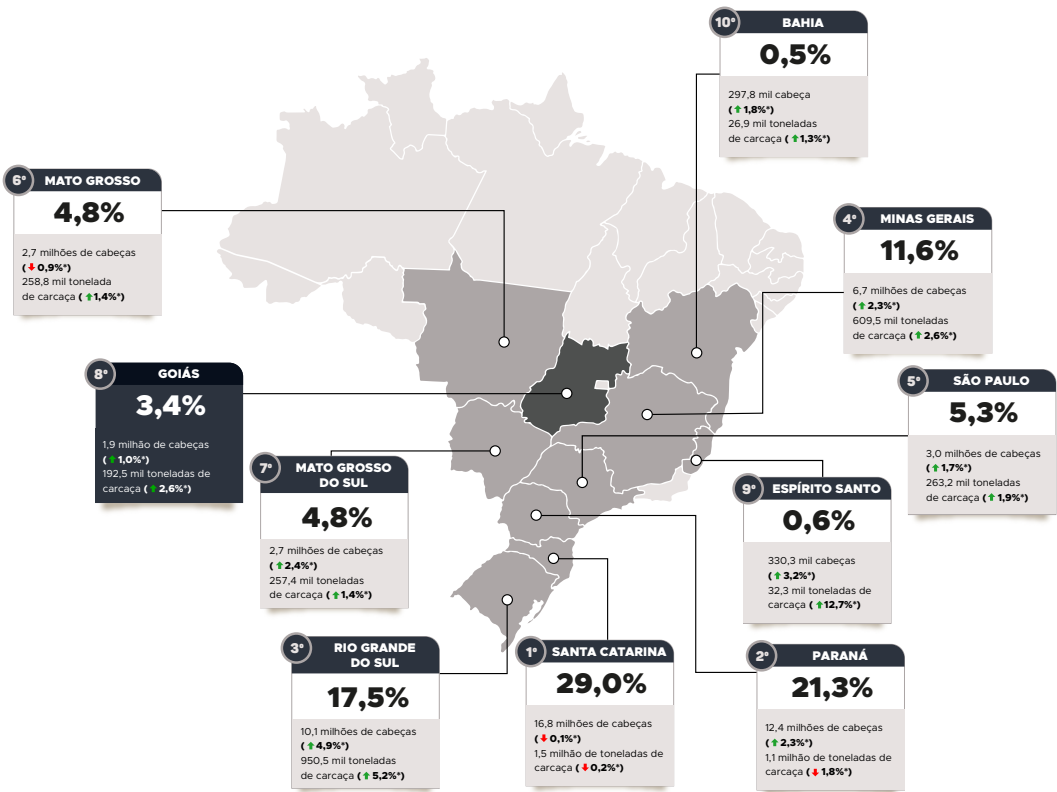 10º BAHIA
0,5%
297,8 mil cabeça
(⬆1,8%*)
26,9 mil toneladas
de carcaça (⬆1,3%*)
6º MATO GROSSO
4,8%
2,7 milhões de cabeças
(⬇0,9%*)
258,8 mil tonelada
de carcaça (⬆1,4%*)
4º MINAS GERAIS
11,6%
6,7 milhões de cabeças
(⬆2,3%*)
609,5 mil toneladas
de carcaça (⬆2,6%*)
8º GOIÁS
3,4%
1,9 milhão de cabeças
(⬆1,0%*)
192,5 mil toneladas de
carcaça (⬆2,6%*)
5º SÃO PAULO
5,3%
3,0 milhões de cabeças
(⬆1,7%*)
263,2 mil toneladas
de carcaça (⬆1,9%*)
7º MATO GROSSO
DO SUL
4,8%
2,7 milhões de cabeças
(⬆2,4%*)
257,4 mil toneladas
de carcaça (⬆1,4%*)
9º ESPÍRITO SANTO
0,6%
330,3 mil cabeças
(⬆3,2%*)
32,3 mil toneladas de
carcaça (⬆12,7%*)
3º RIO GRANDE
DO SUL
17,5%
10,1 milhões de cabeças
(⬆4,9%*)
950,5 mil toneladas
de carcaça (⬆5,2%*)
1º SANTA CATARINA
29,0%
16,8 milhões de cabeças
(⬇0,1%*)
1,5 milhão de toneladas de
carcaça (⬇0,2%*)
2º PARANÁ
21,3%
12,4 milhões de cabeças
(⬆2,3%*)
1,1 milhão de toneladas de
carcaça (⬇1,8%*)